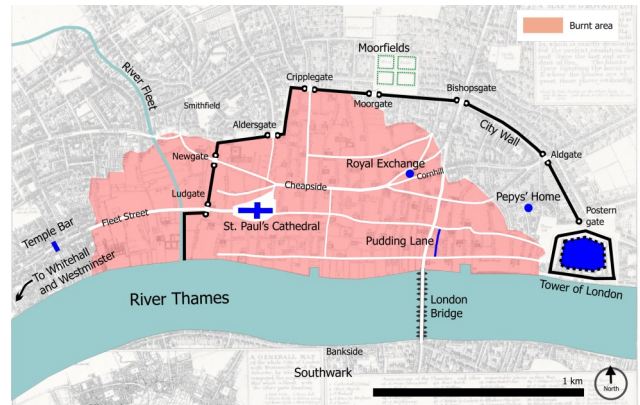 Burnt area
Moorfields
River Fleet
Cripplegate
Bishopsgate
Smithfield
Moorgate
Aldersgate
City Wall
Newgate
Royal Exchange
Aldgate
Cornhill
Cheapside
Pepys' Home
Ludgate
Postern
gate
Fleet Street
St. Paul's Cathedral
Temple Bar
Pudding Lane
To Whitehall
and Westminster
Tower of London
River Thames
London
Bridge
Bankside
Southwark
1 km
North